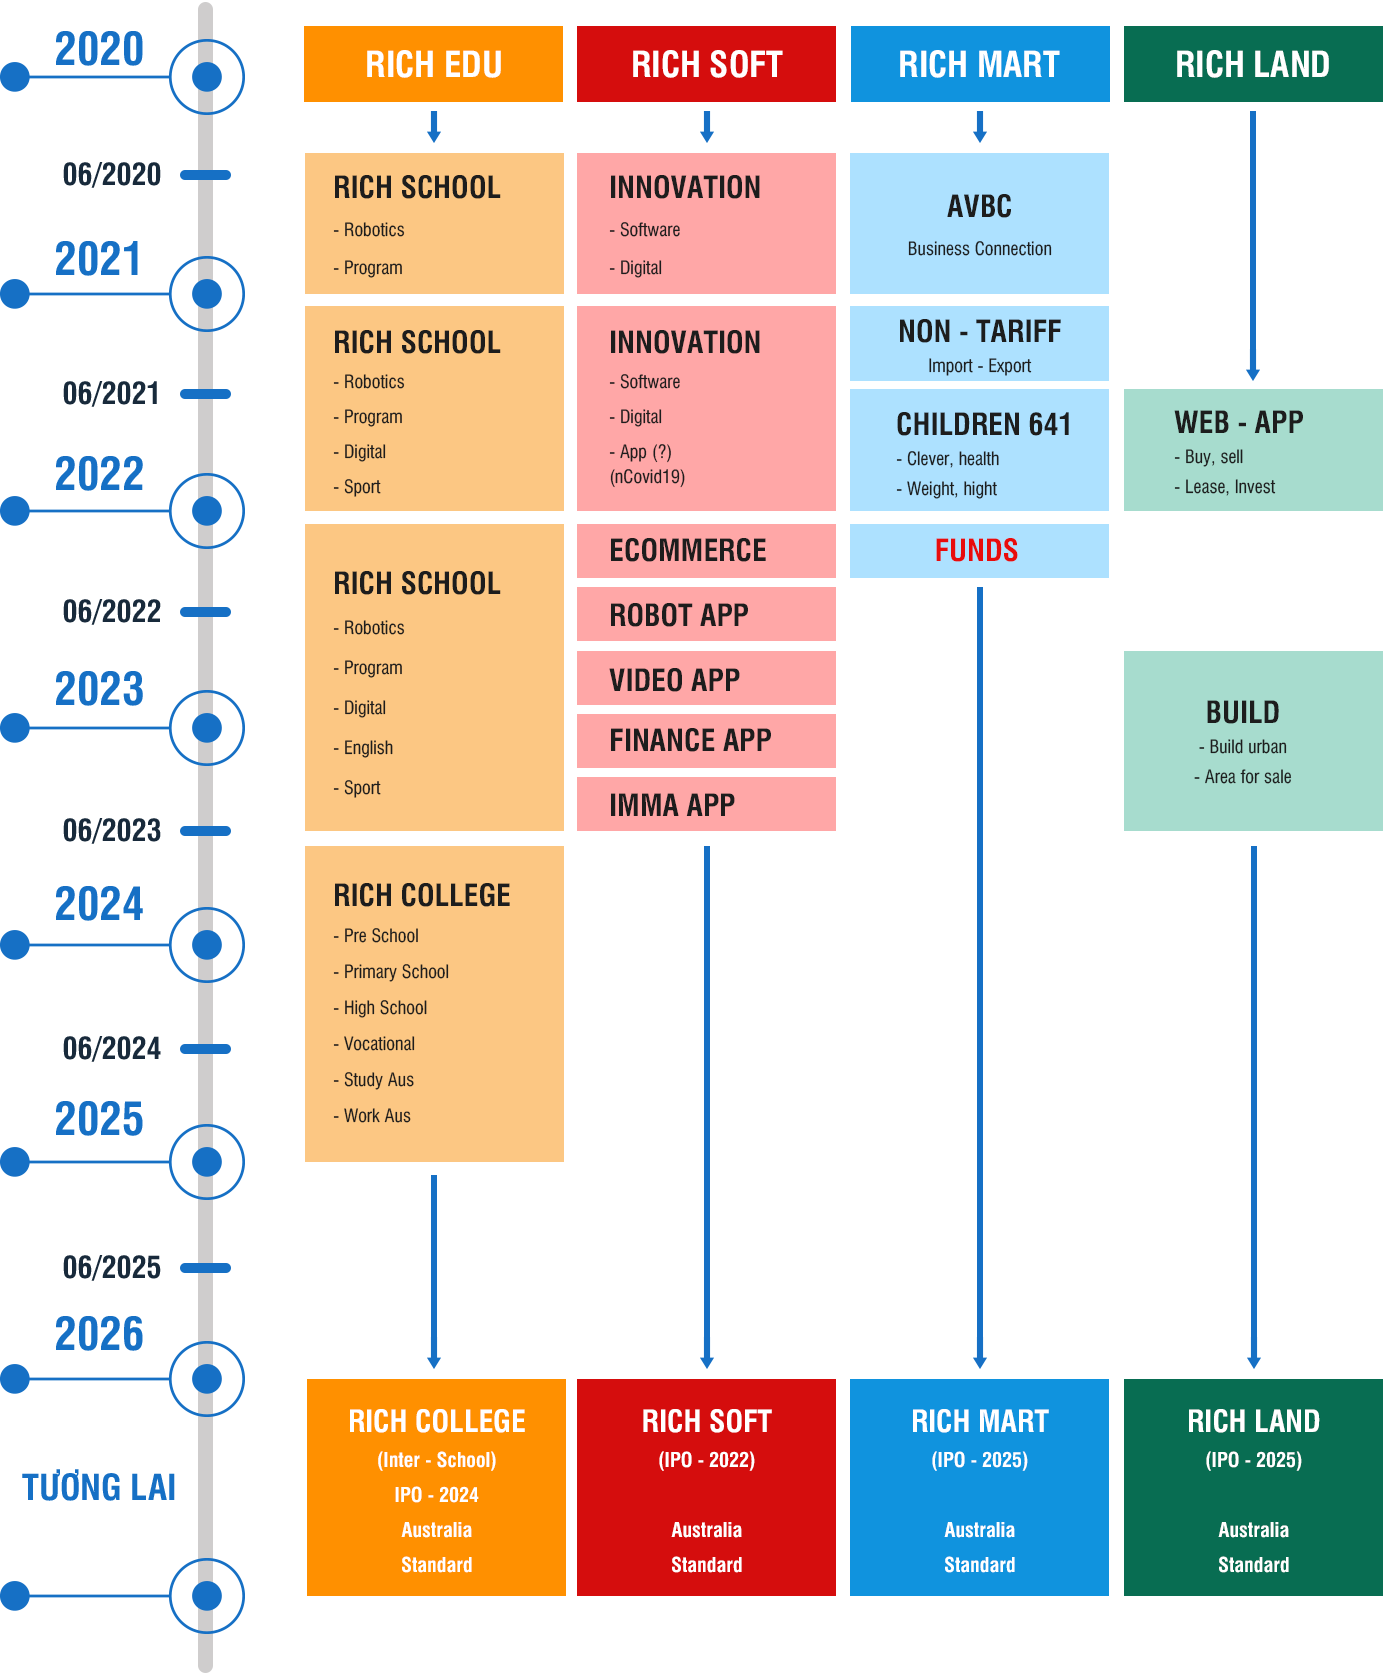 2020
06/2020
2021
06/2021
2022
06/2022
2023
06/2023
2024
06/2024
2025
06/2025
2026
TƯƠNG LAI
RICH EDU
RICH SCHOOL
- Robotics
- Program
RICH SCHOOL
- Robotics
- Program
- Digital
- Sport
RICH SCHOOL
- Robotics
- Program
- Digital
- English
- Sport
RICH COLLEGE
- Pre School
- Primary School
- High School
- Vocational
- Study Aus
- Work Aus
RICH COLLEGE
(Inter - School)
IPO - 2024
Australia
Standard
RICH SOFT
INNOVATION
- Software
- Digital
INNOVATION
- Software
- Digital
- App (?)
(nCovid19)
ECOMMERCE
ROBOT APP
VIDEO APP
FINANCE APP
IMMA APP
RICH SOFT
(IPO - 2022)
Australia
Standard
RICH MART
AVBC
Business Connection
NON - TARIFF
Import - Export
CHILDREN 641
- Clever, health
- Weight, hight
FUNDS
RICH MART
(IPO - 2025)
Australia
Standard
RICH LAND
WEB - APP
- Buy, sell
- Lease, Invest
BUILD
- Build urban
- Area for sale
RICH LAND
(IPO - 2025)
Australia
Standard